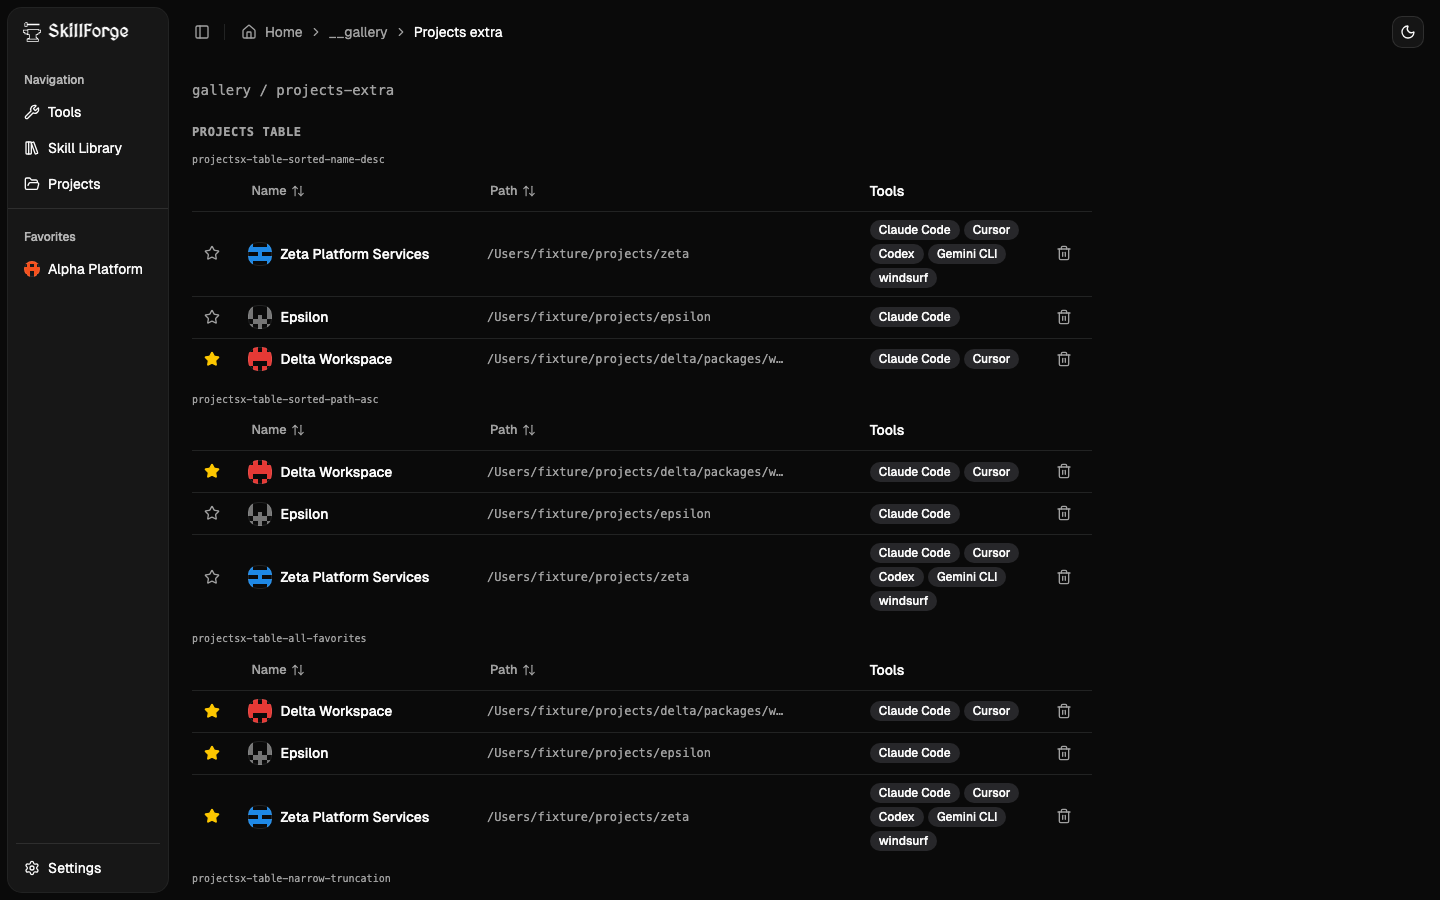 SkillForge
Home > __gallery > Projects extra
Navigation
Tools
Skill Library
Projects
Favorites
Alpha Platform
Settings
gallery / projects-extra
PROJECTS TABLE
projectsx-table-sorted-name-desc
Name Path Tools
Zeta Platform Services /Users/fixture/projects/zeta Claude Code Cursor
Codex Gemini CLI
windsurf
Epsilon /Users/fixture/projects/epsilon Claude Code
Delta Workspace /Users/fixture/projects/delta/packages/w… Claude Code Cursor
projectsx-table-sorted-path-asc
Name Path Tools
Delta Workspace /Users/fixture/projects/delta/packages/w… Claude Code Cursor
Epsilon /Users/fixture/projects/epsilon Claude Code
Zeta Platform Services /Users/fixture/projects/zeta Claude Code Cursor
Codex Gemini CLI
windsurf
projectsx-table-all-favorites
Name Path Tools
Delta Workspace /Users/fixture/projects/delta/packages/w… Claude Code Cursor
Epsilon /Users/fixture/projects/epsilon Claude Code
Zeta Platform Services /Users/fixture/projects/zeta Claude Code Cursor
Codex Gemini CLI
windsurf
projectsx-table-narrow-truncation